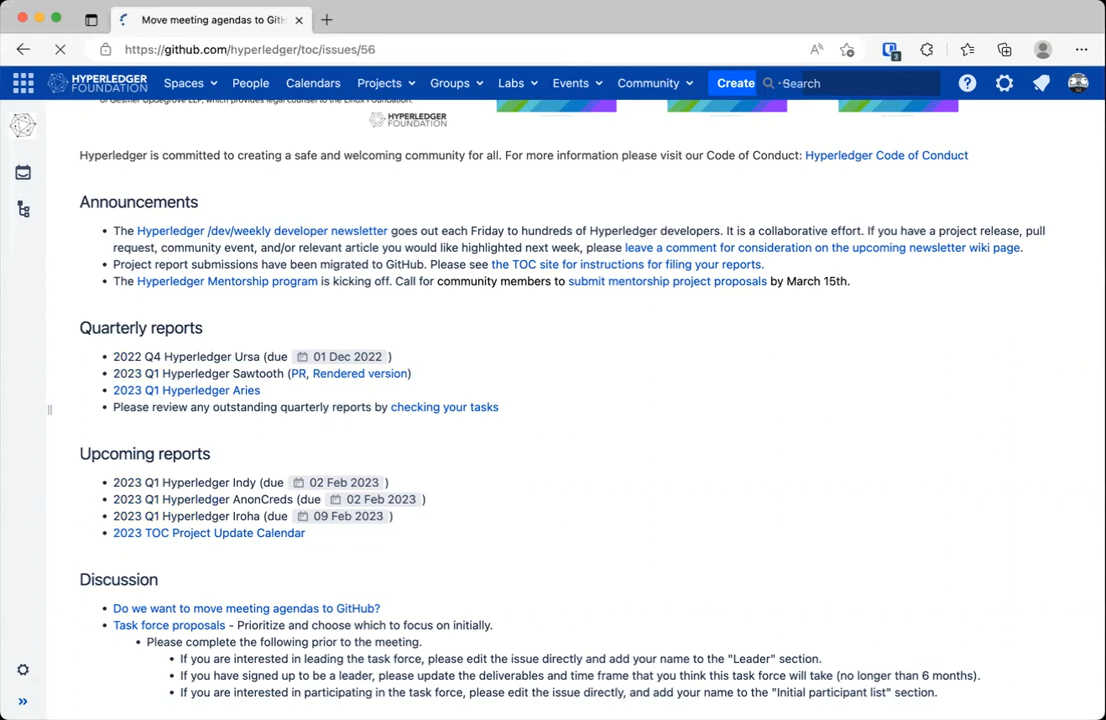 Move meeting agendas to Gith
https://github.com/hyperledger/toc/issues/56
3
HYPERLEDGER FOUNDATION Spaces People Calendars Projects Groups Labs Events Community Create Search
of Gesmer Updegrove LLP, which provides legal counsel to the Linux Foundation.
HYPERLEDGER
FOUNDATION
Hyperledger is committed to creating a safe and welcoming community for all. For more information please visit our Code of Conduct: Hyperledger Code of Conduct
Announcements
• The Hyperledger /dev/weekly developer newsletter goes out each Friday to hundreds of Hyperledger developers. It is a collaborative effort. If you have a project release, pull
request, community event, and/or relevant article you would like highlighted next week, please leave a comment for consideration on the upcoming newsletter wiki page.
• Project report submissions have been migrated to GitHub. Please see the TOC site for instructions for filing your reports.
• The Hyperledger Mentorship program is kicking off. Call for community members to submit mentorship project proposals by March 15th.
Quarterly reports
• 2022 Q4 Hyperledger Ursa (due 01 Dec 2022 )
• 2023 Q1 Hyperledger Sawtooth (PR, Rendered version)
• 2023 Q1 Hyperledger Aries
• Please review any outstanding quarterly reports by checking your tasks
Upcoming reports
• 2023 Q1 Hyperledger Indy (due 02 Feb 2023 )
• 2023 Q1 Hyperledger AnonCreds (due 02 Feb 2023 )
• 2023 Q1 Hyperledger Iroha (due 09 Feb 2023 )
• 2023 TOC Project Update Calendar
Discussion
• Do we want to move meeting agendas to GitHub?
• Task force proposals - Prioritize and choose which to focus on initially.
• Please complete the following prior to the meeting.
• If you are interested in leading the task force, please edit the issue directly and add your name to the "Leader" section.
• If you have signed up to be a leader, please update the deliverables and time frame that you think this task force will take (no longer than 6 months).
• If you are interested in participating in the task force, please edit the issue directly, and add your name to the "Initial participant list" section.